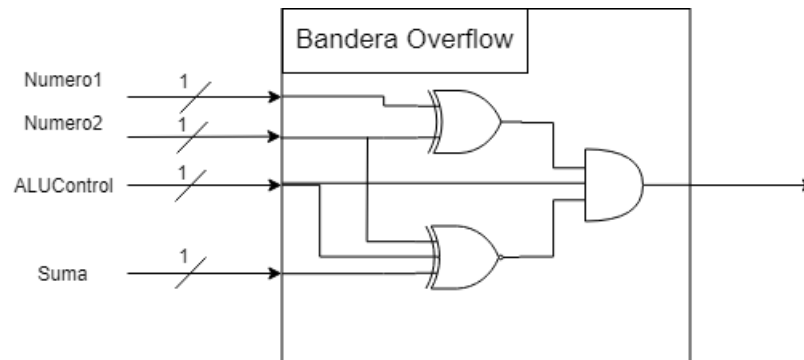 Bandera Overflow
Numero1
1
Numero2
1
ALUControl
1
Suma
1